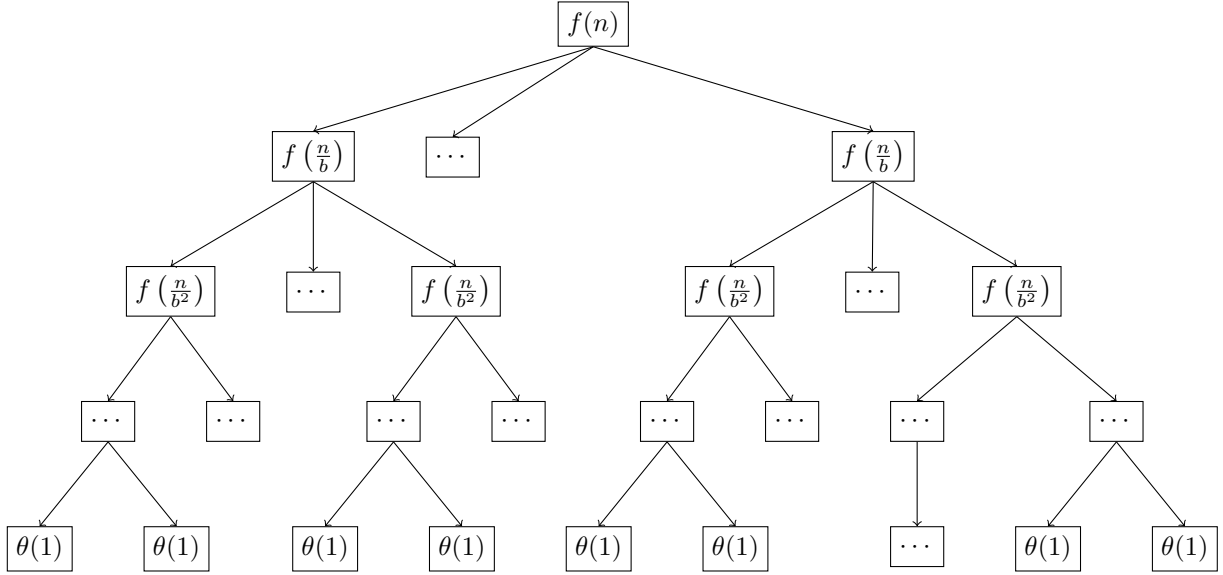 f(n)
f(n/b) ⋯ f(n/b)
f(n/b²) ⋯ f(n/b²) f(n/b²) ⋯ f(n/b²)
⋯ ⋯ ⋯ ⋯ ⋯ ⋯ ⋯ ⋯
θ(1) θ(1) θ(1) θ(1) θ(1) θ(1) ⋯ θ(1) θ(1)